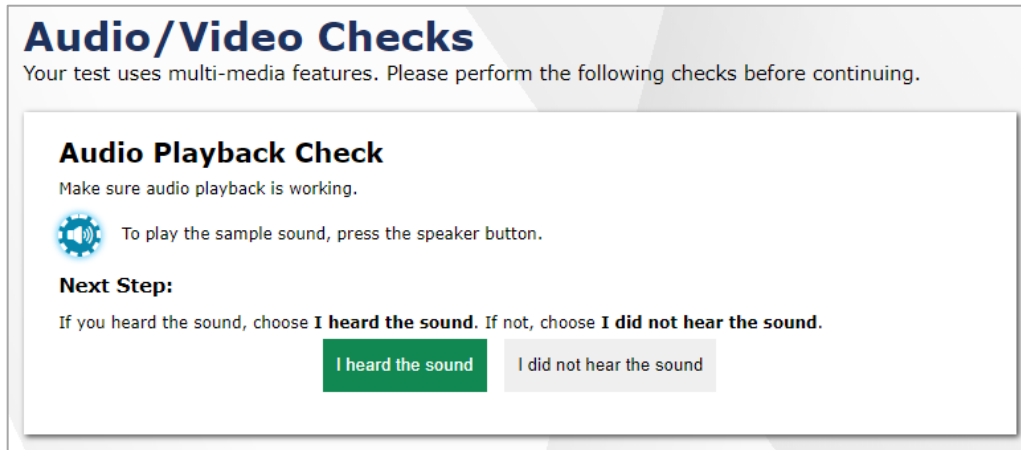 Audio/Video Checks
Your test uses multi-media features. Please perform the following checks before continuing.
Audio Playback Check
Make sure audio playback is working.
To play the sample sound, press the speaker button.
Next Step:
If you heard the sound, choose I heard the sound. If not, choose I did not hear the sound.
I heard the sound I did not hear the sound